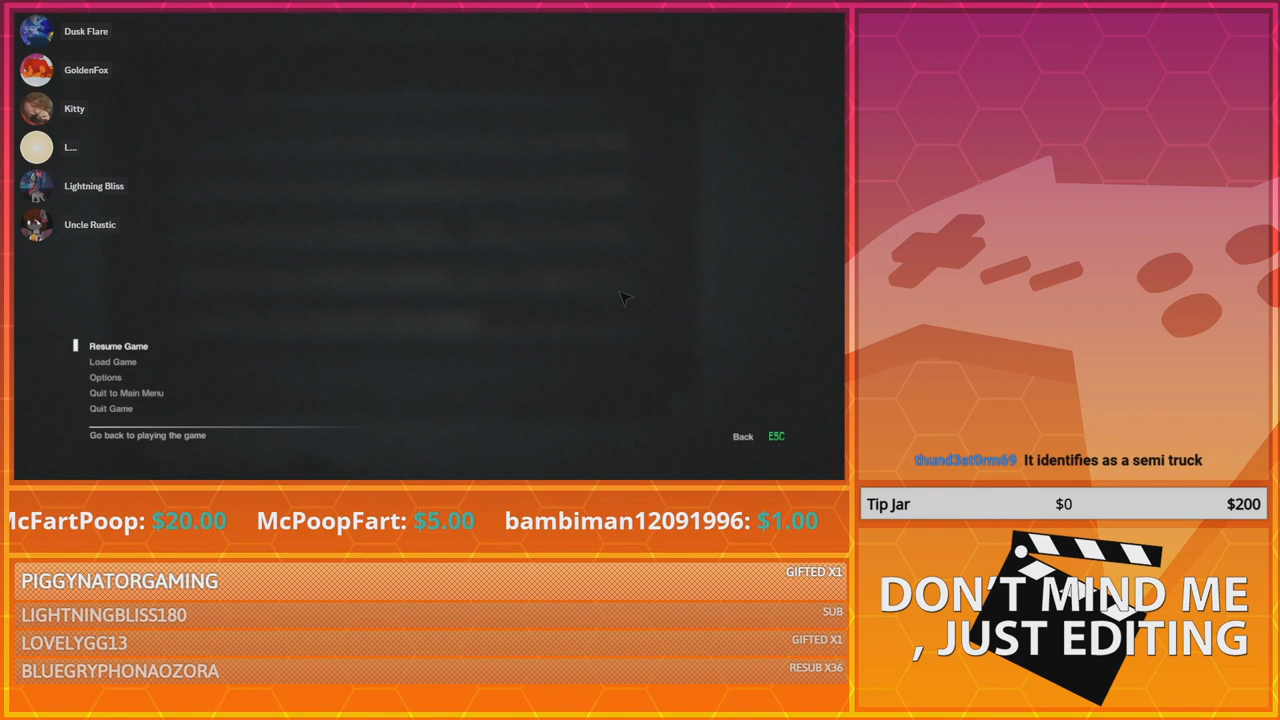 Dusk Flare
GoldenFox
Kitty
L...
Lightning Bliss
Uncle Rustic
Resume Game
Load Game
Options
Quit to Main Menu
Quit Game
Go back to playing the game
Back ESC
thund3st0rm69 It identifies as a semi truck
Tip Jar $0 $200
McFartPoop: $20.00 McPoopFart: $5.00 bambiman12091996: $1.00
PIGGYNATORGAMING GIFTED X1
LIGHTNINGBLISS180 SUB
LOVELYGG13 GIFTED X1
BLUEGRYPHONAOZORA RESUB X36
DON'T MIND ME
, JUST EDITING